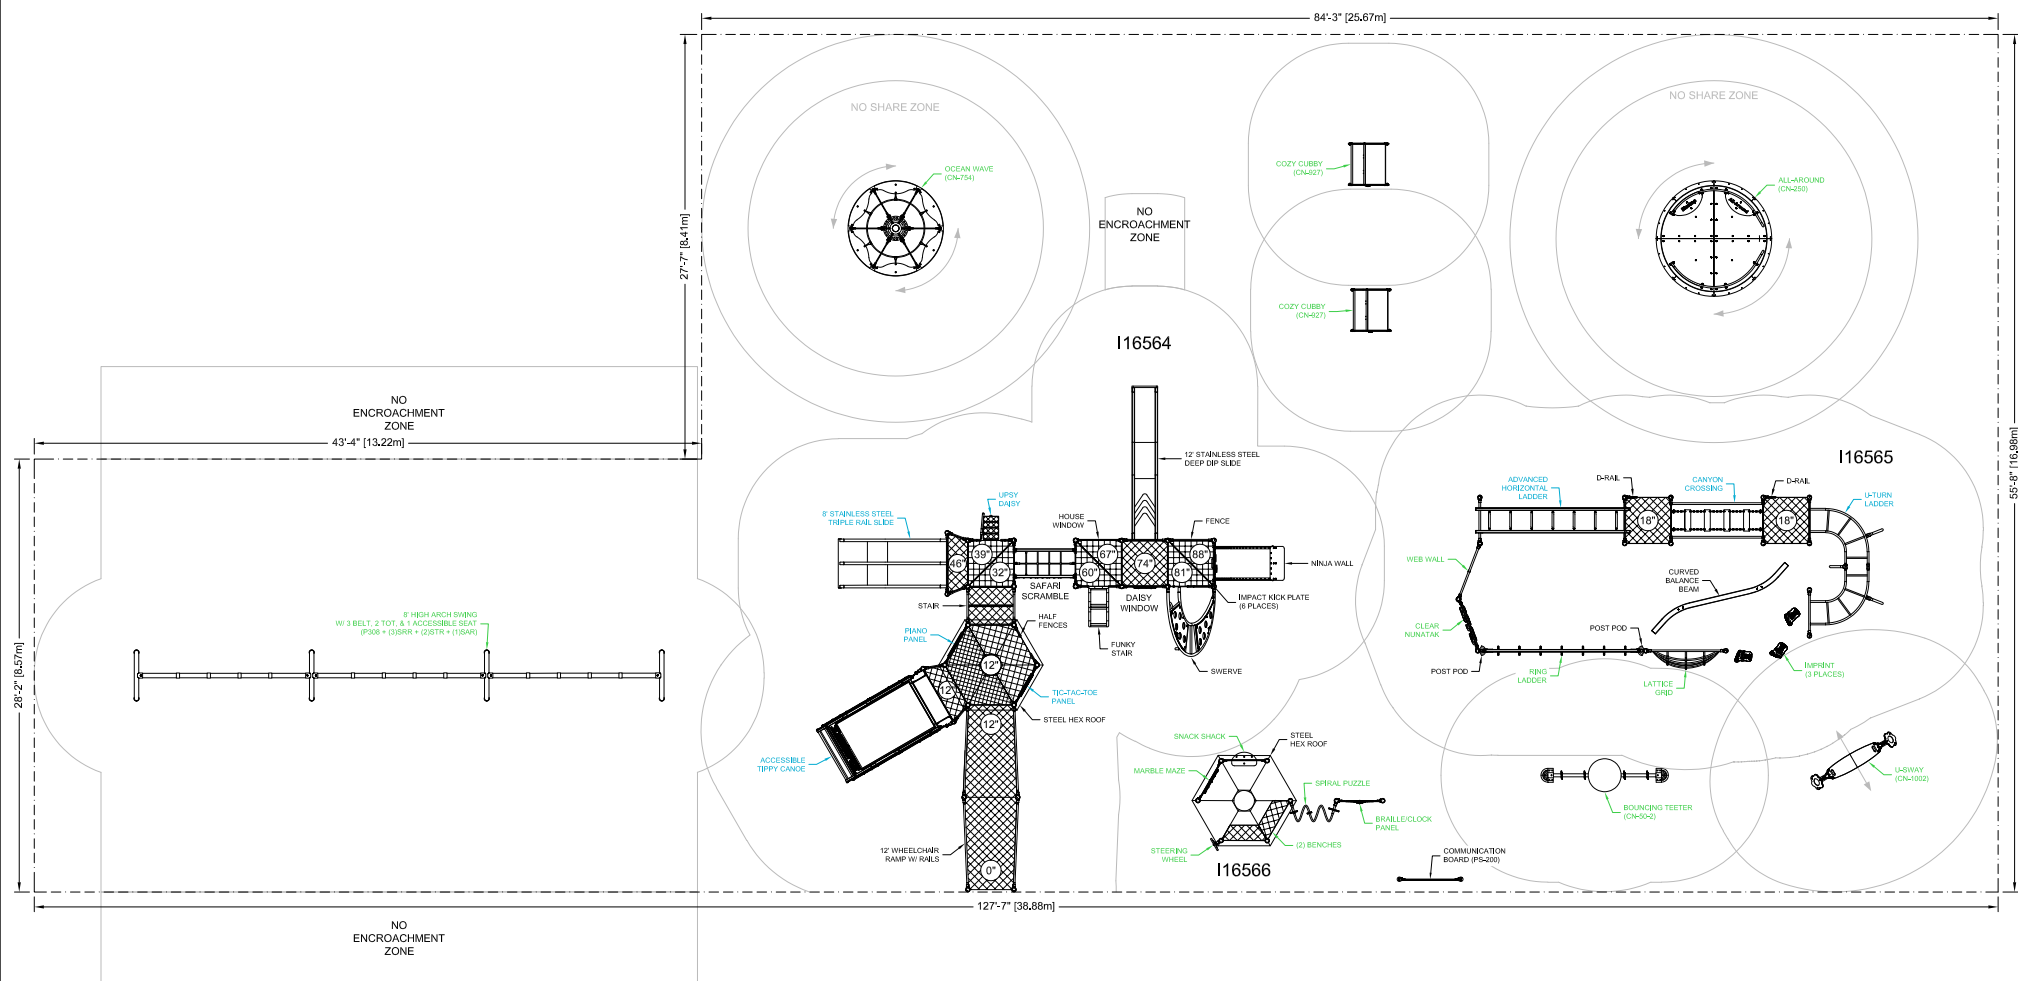 84'-3" [25.67m]
NO SHARE ZONE
NO SHARE ZONE
OCEAN WAVE
(CN-754)
COZY CUBBY
(CN-927)
ALL-AROUND
(CN-250)
27'-7" [8.41m]
NO
ENCROACHMENT
ZONE
COZY CUBBY
(CN-927)
I16564
NO
ENCROACHMENT
ZONE
43'-4" [13.22m]
55'-8" [16.98m]
12' STAINLESS STEEL
DEEP DIP SLIDE
I16565
ADVANCED
HORIZONTAL
LADDER
D-RAIL
CANYON
CROSSING
D-RAIL
U-TURN
LADDER
UPSY
DAISY
8' STAINLESS STEEL
TRIPLE RAIL SLIDE
HOUSE
WINDOW
FENCE
18"
18"
46"
39"
32"
67"
60"
74"
88"
81"
NINJA WALL
WEB WALL
SAFARI
SCRAMBLE
DAISY
WINDOW
IMPACT KICK PLATE
(6 PLACES)
CURVED
BALANCE
BEAM
STAIR
HALF
FENCES
FUNKY
STAIR
SWERVE
8' HIGH ARCH SWING
W/ 3 BELT, 2 TOT, & 1 ACCESSIBLE SEAT
(P308 + (3)SRR + (2)STR + (1)SAR)
PIANO
PANEL
CLEAR
NUNATAK
POST POD
POST POD
RING
LADDER
LATTICE
GRID
IMPRINT
(3 PLACES)
28'-2" [8.57m]
12"
12"
12"
TIC-TAC-TOE
PANEL
STEEL HEX ROOF
ACCESSIBLE
TIPPY CANOE
SNACK SHACK
STEEL
HEX ROOF
MARBLE MAZE
SPIRAL PUZZLE
BRAILLE/CLOCK
PANEL
U-SWAY
(CN-1002)
BOUNCING TEETER
(CN-50-2)
12' WHEELCHAIR
RAMP W/ RAILS
0"
STEERING
WHEEL
(2) BENCHES
I16566
COMMUNICATION
BOARD (PS-200)
127'-7" [38.88m]
NO
ENCROACHMENT
ZONE